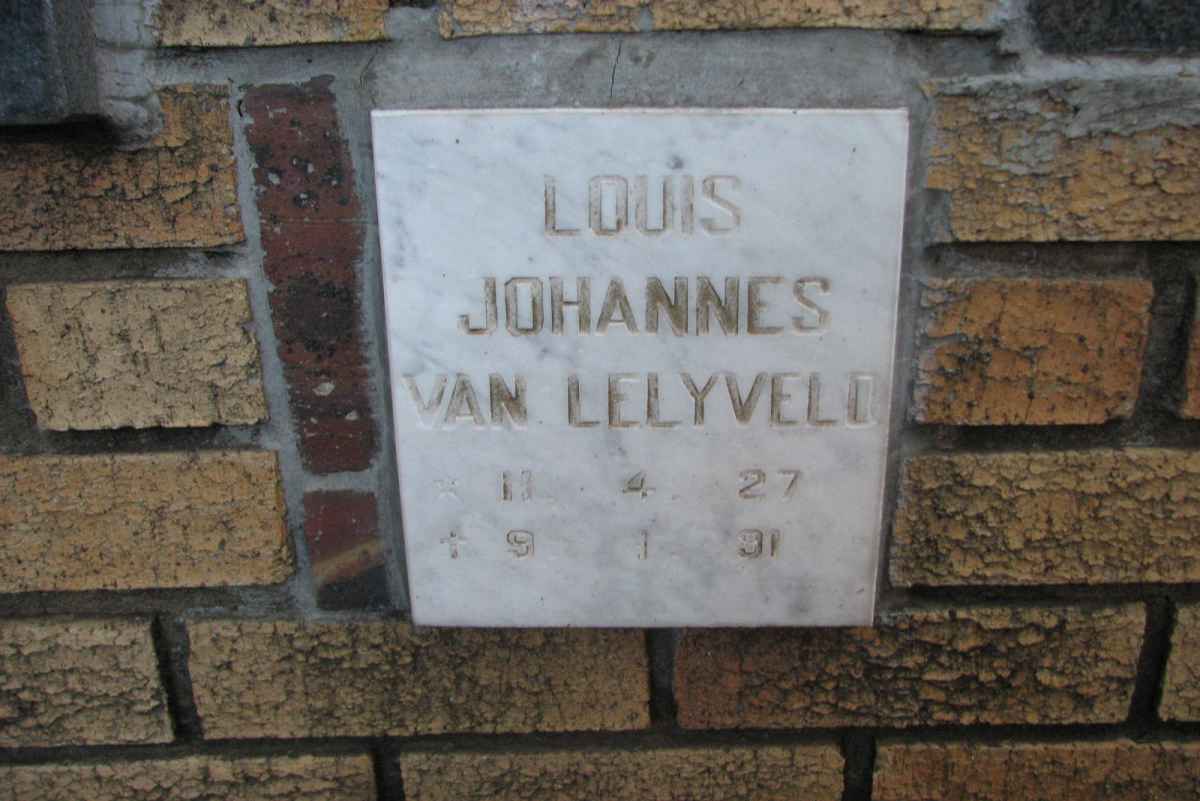 LOUIS
JOHANNES
VAN LELYVELD
* 11. 4. 27
† 9 1 91